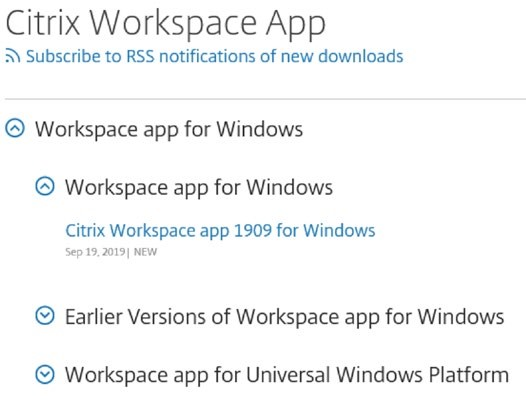 Citrix Workspace App
Subscribe to RSS notifications of new downloads
Workspace app for Windows
Workspace app for Windows
Citrix Workspace app 1909 for Windows
Sep 19, 2019| NEW
Earlier Versions of Workspace app for Windows
Workspace app for Universal Windows Platform